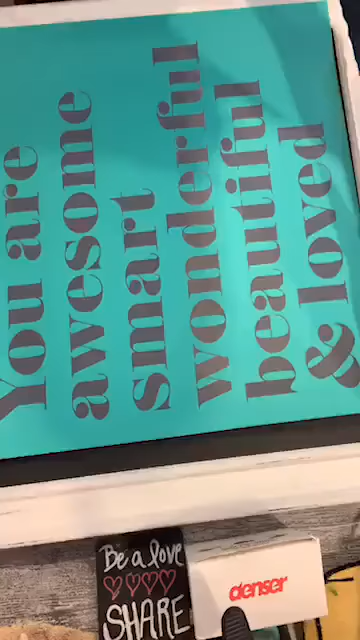 You are
awesome
smart
wonderful
beautiful
& loved
Be a love
SHARE
denser